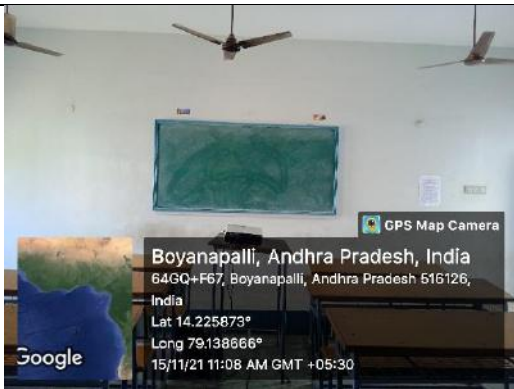 GPS Map Camera
Boyanapalli, Andhra Pradesh, India
64GQ+F67, Boyanapalli, Andhra Pradesh 516126,
India
Lat 14.225873°
Long 79.138666°
15/11/21 11:08 AM GMT +05:30
Google